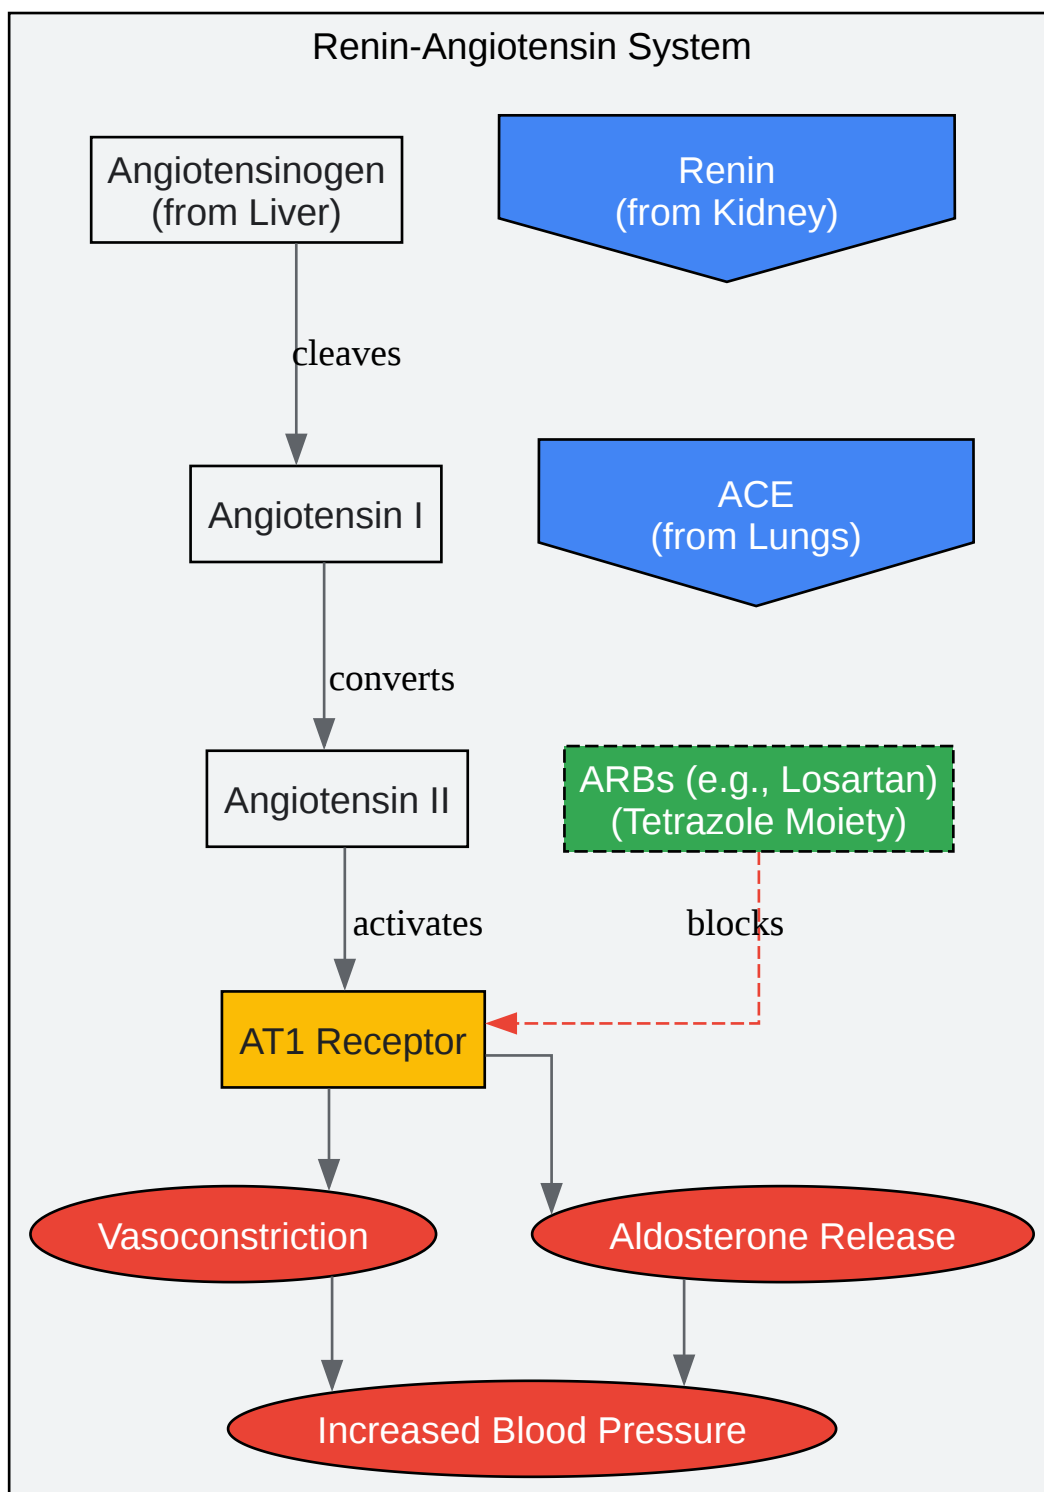 Renin-Angiotensin System
Angiotensinogen
(from Liver)
Renin
(from Kidney)
cleaves
Angiotensin I
ACE
(from Lungs)
converts
Angiotensin II
ARBs (e.g., Losartan)
(Tetrazole Moiety)
activates
blocks
AT1 Receptor
Vasoconstriction
Aldosterone Release
Increased Blood Pressure